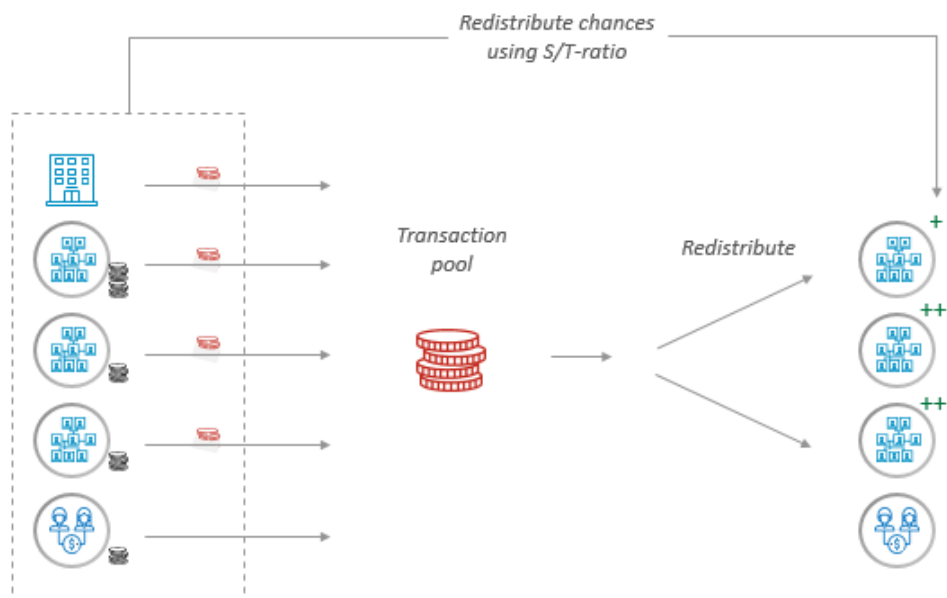 Redistribute chances
using S/T-ratio
Transaction
pool
Redistribute
+
++
++
$
$